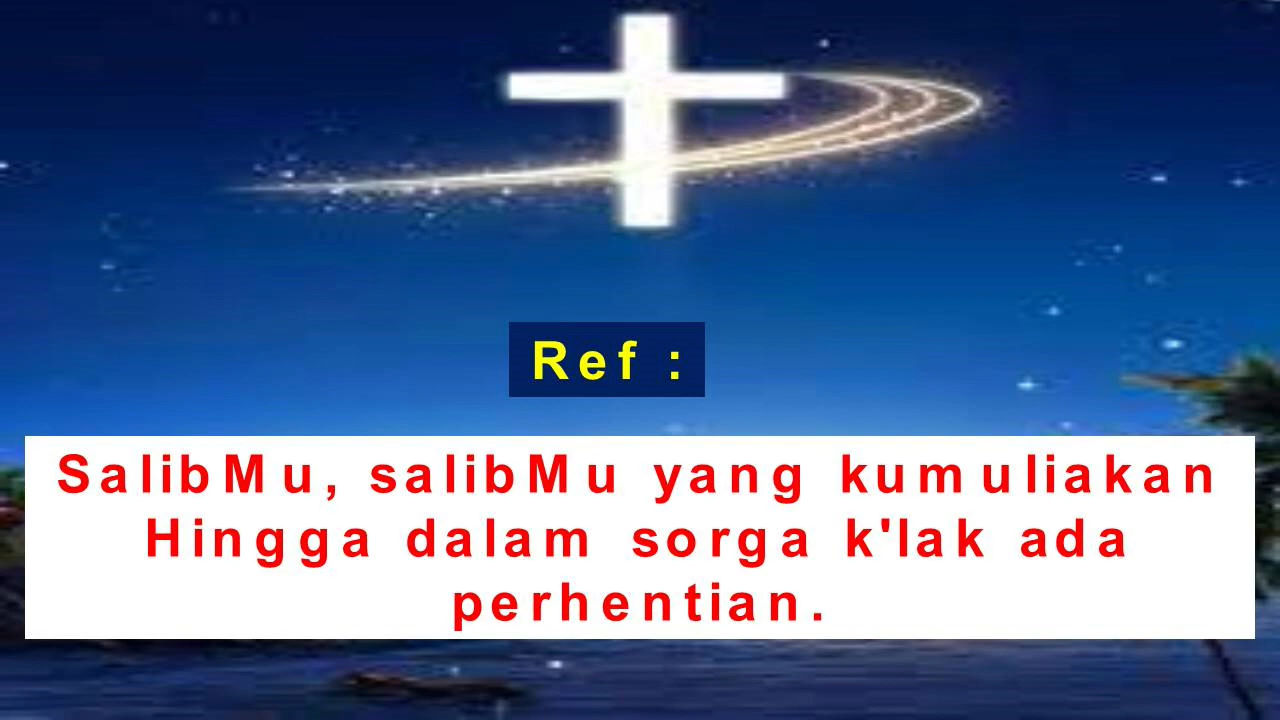 Ref :
SalibMu, salibMu yang kumuliakan
Hingga dalam sorga k'lak ada
perhentian.